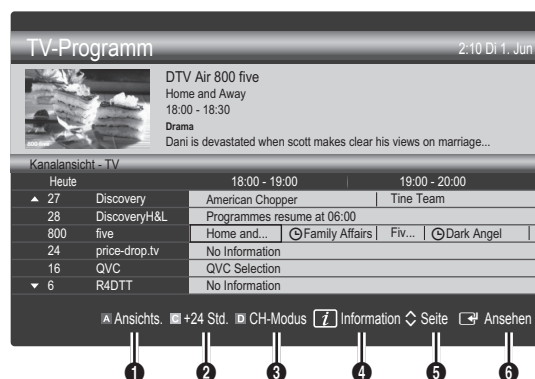 TV-Programm 2:10 Di 1. Jun
DTV Air 800 five
Home and Away
18:00 - 18:30
Drama
Dani is devastated when scott makes clear his views on marriage...
800 five
Kanalansicht - TV
Heute 18:00 - 19:00 19:00 - 20:00
▲ 27 Discovery American Chopper Tine Team
28 DiscoveryH&L Programmes resume at 06:00
800 five Home and... Family Affairs Fiv... Dark Angel
24 price-drop.tv No Information
16 QVC QVC Selection
▼ 6 R4DTT No Information
A Ansichts. C +24 Std. D CH-Modus i Information Seite Ansehen
1 2 3 4 5 6